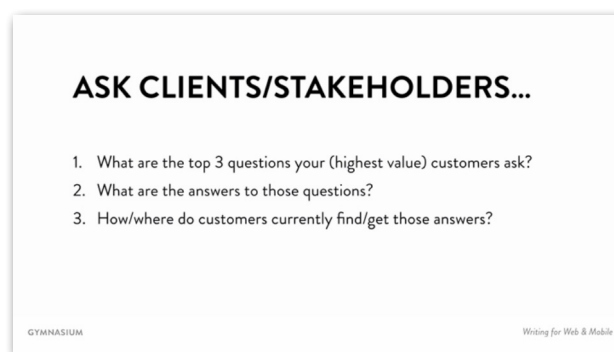 ASK CLIENTS/STAKEHOLDERS...
1. What are the top 3 questions your (highest value) customers ask?
2. What are the answers to those questions?
3. How/where do customers currently find/get those answers?
GYMNASIUM
Writing for Web & Mobile